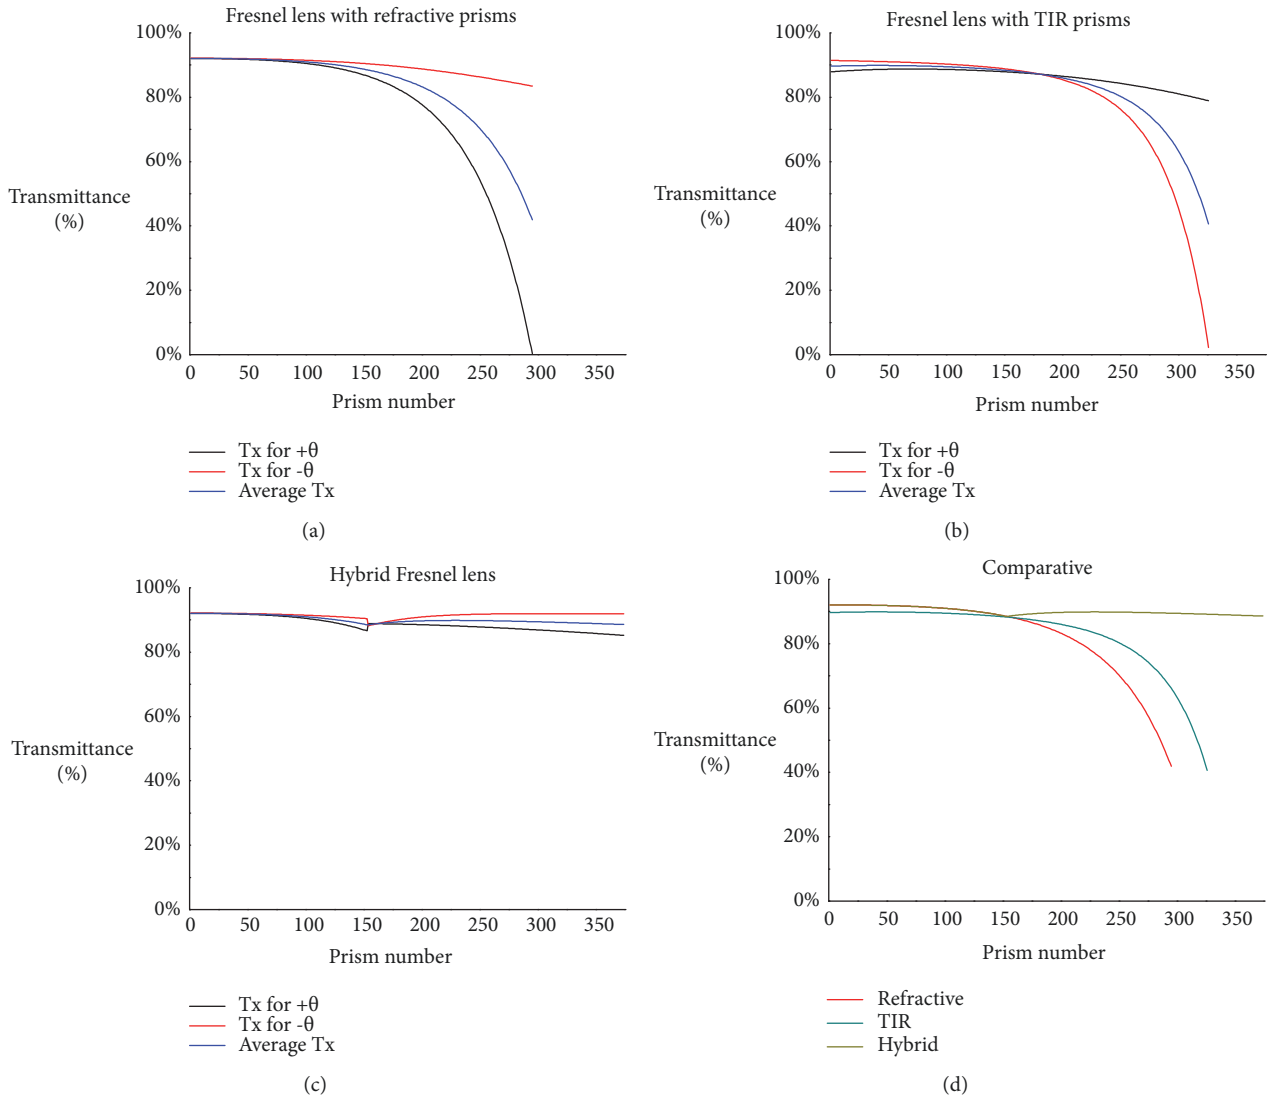 Fresnel lens with refractive prisms
100%
80%
60%
40%
20%
0%
Transmittance
(%)
0 50 100 150 200 250 300 350
Prism number
Tx for +θ
Tx for -θ
Average Tx
(a)
Fresnel lens with TIR prisms
100%
80%
60%
40%
20%
0%
Transmittance
(%)
0 50 100 150 200 250 300 350
Prism number
Tx for +θ
Tx for -θ
Average Tx
(b)
Hybrid Fresnel lens
100%
80%
60%
40%
20%
0%
Transmittance
(%)
0 50 100 150 200 250 300 350
Prism number
Tx for +θ
Tx for -θ
Average Tx
(c)
Comparative
100%
80%
60%
40%
20%
0%
Transmittance
(%)
0 50 100 150 200 250 300 350
Prism number
Refractive
TIR
Hybrid
(d)